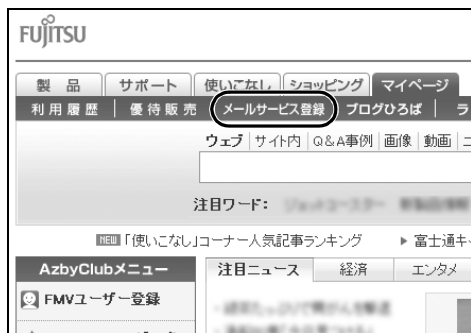 FUJITSU
製品 サポート 使いこなし ショッピング マイページ
利用履歴 | 優待販売 メールサービス登録 ブログひろば | ラ
ウェブ | サイト内 | Q&A事例 | 画像 | 動画 |
注目ワード:
NEW 「使いこなし」コーナー人気記事ランキング ▶ 富士通キ
AzbyClubメニュー 注目ニュース 経済 エンタメ
FMVユーザー登録